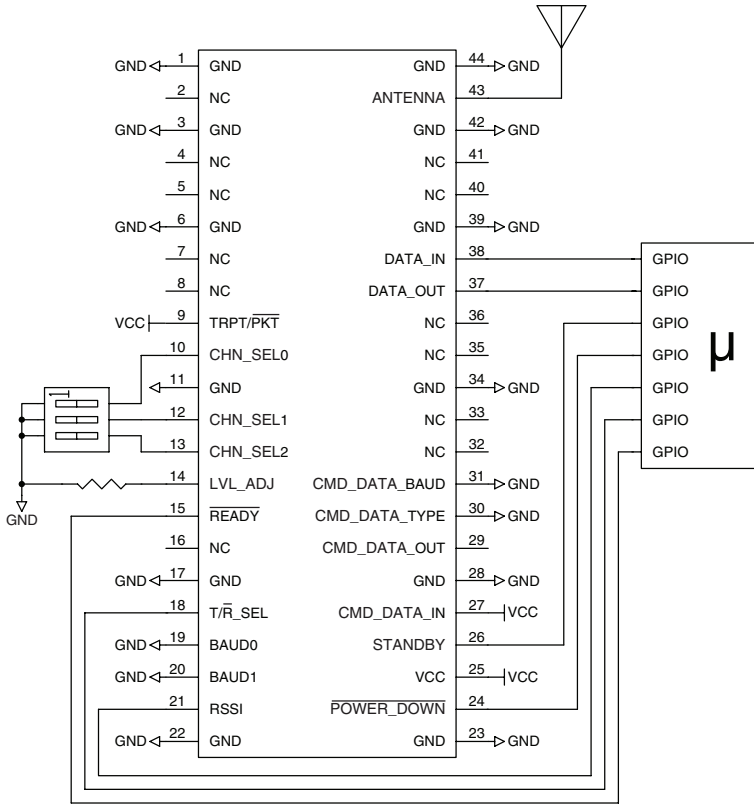 GND 1 GND GND 44 GND
2 NC ANTENNA 43
GND 3 GND GND 42 GND
4 NC NC 41
5 NC NC 40
GND 6 GND GND 39 GND
7 NC DATA_IN 38 GPIO
8 NC DATA_OUT 37 GPIO
VCC 9 TRPT/PKT NC 36 GPIO
10 CHN_SEL0 NC 35 GPIO
µ
11 GND GND 34 GND GPIO
1
12 CHN_SEL1 NC 33 GPIO
13 CHN_SEL2 NC 32 GPIO
14 LVL_ADJ CMD_DATA_BAUD 31 GND
GND 15 READY CMD_DATA_TYPE 30 GND
16 NC CMD_DATA_OUT 29
GND 17 GND GND 28 GND
18 T/R_SEL CMD_DATA_IN 27 VCC
GND 19 BAUD0 STANDBY 26
GND 20 BAUD1 VCC 25 VCC
21 RSSI POWER_DOWN 24
GND 22 GND GND 23 GND